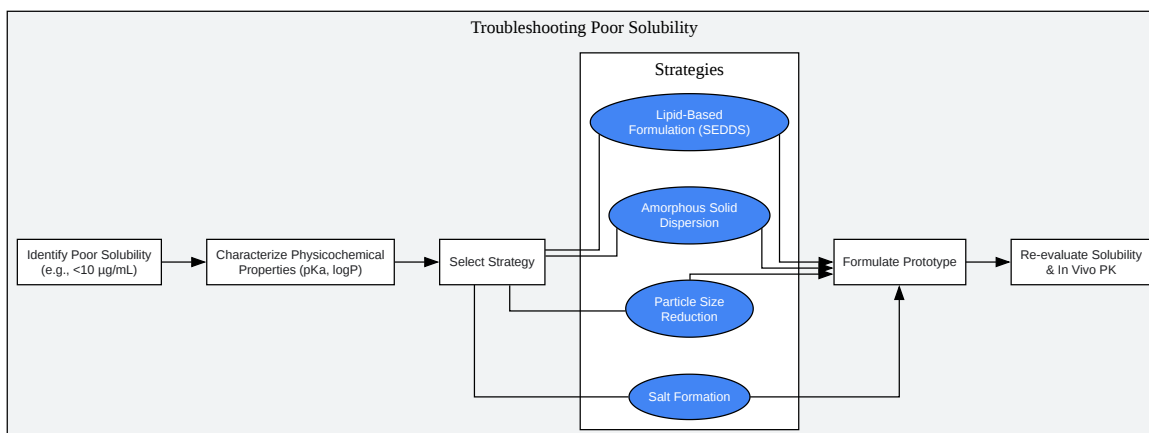 Troubleshooting Poor Solubility
Strategies
Lipid-Based
Formulation (SEDDS)
Amorphous Solid
Dispersion
Identify Poor Solubility
(e.g., <10 µg/mL)
Characterize Physicochemical
Properties (pKa, logP)
Select Strategy
Formulate Prototype
Re-evaluate Solubility
& In Vivo PK
Particle Size
Reduction
Salt Formation